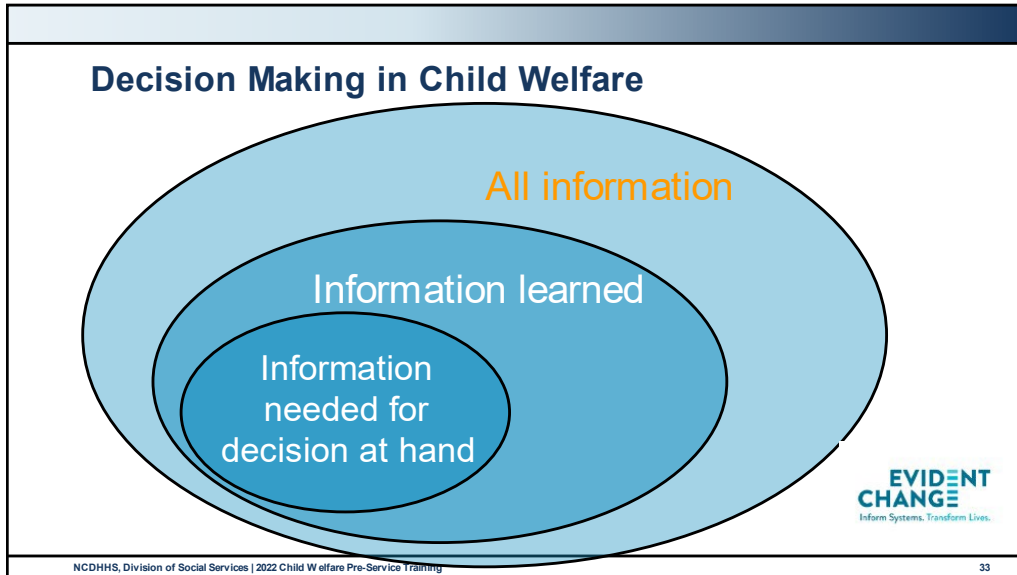 Decision Making in Child Welfare
All information
Information learned
Information
needed for
decision at hand
EVIDENT
CHANGE
Inform Systems. Transform Lives.
NCDHHS, Division of Social Services | 2022 Child Welfare Pre-Service Training
33